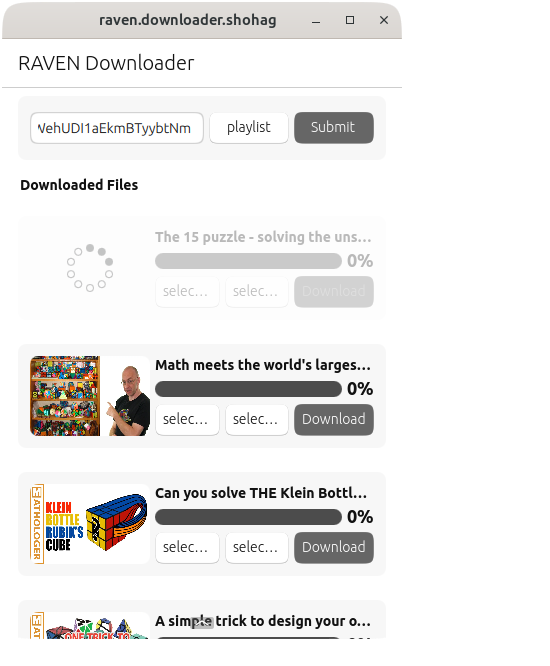 raven.downloader.shohag
RAVEN Downloader
VehUDI1aEkmBTyybtNm
playlist
Submit
Downloaded Files
The 15 puzzle - solving the uns...
0%
selec...
selec...
Download
Math meets the world's larges...
0%
selec...
selec...
Download
MATHOLOGER
KLEIN
BOTTLE
RUBIK'S
CUBE
Can you solve THE Klein Bottl...
0%
selec...
selec...
Download
ONE TRICK TO
A simple trick to design your o...